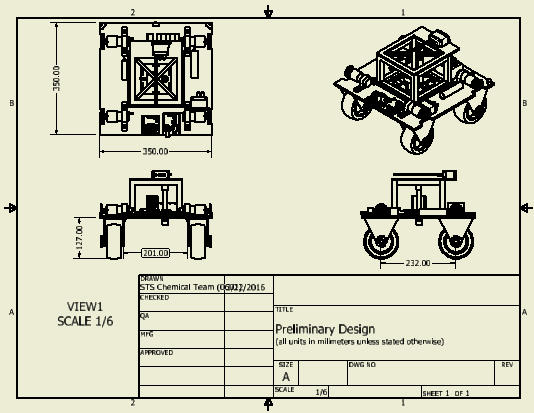 2 1
B B
350.00
350.00
127.00
201.00
232.00
VIEW1
SCALE 1/6
A A
DRAWN
STS Chemical Team
/2016
CHECKED
QA
MFG
APPROVED
TITLE
Preliminary Design
(all units in milimeters unless stated otherwise)
SIZE
A
DWG NO
REV
SCALE 1/6
SHEET 1 OF 1
2 1